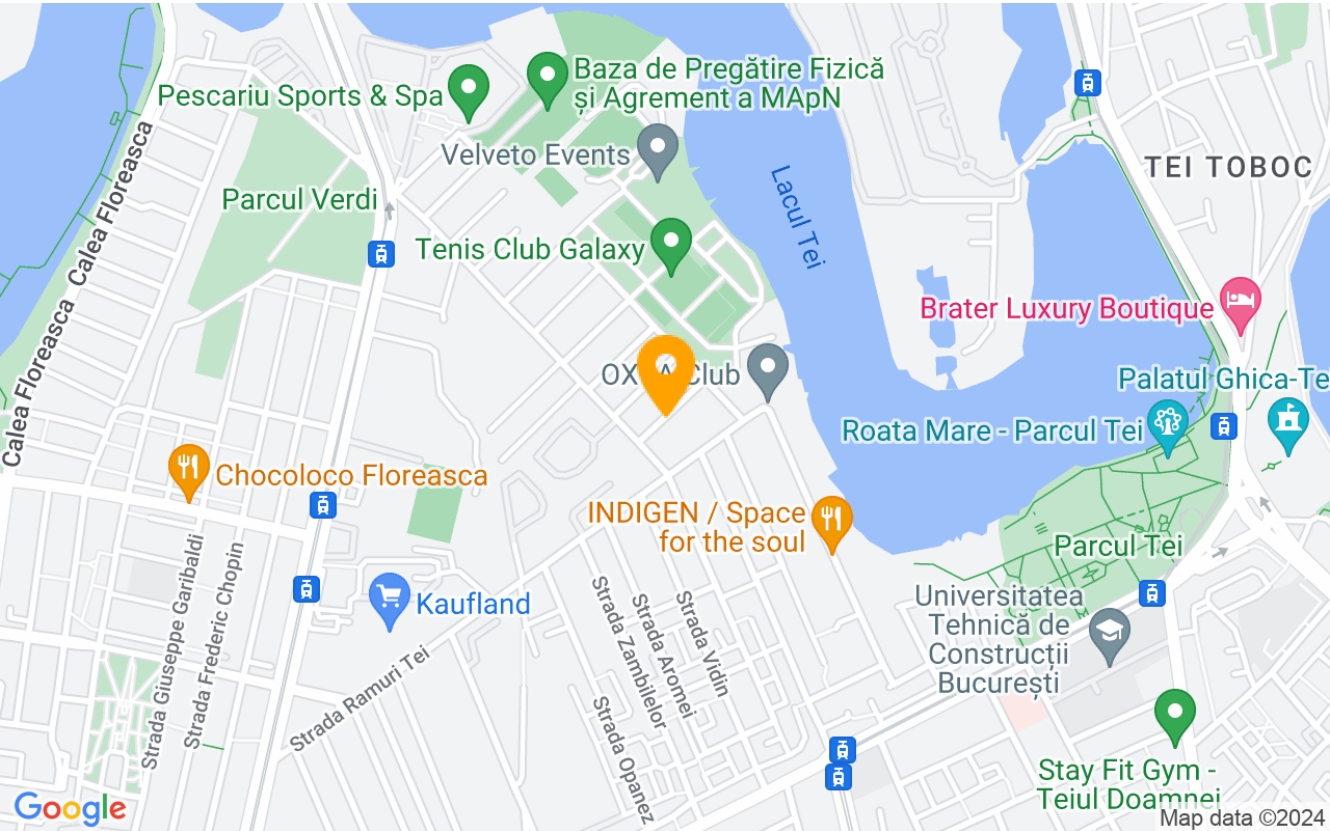 Baza de Pregătire Fizică
și Agrement a MApN
Pescariu Sports & Spa
Velveto Events
TEI TOBOC
Calea Floreasca
Parcul Verdi
Lacul Tei
Tenis Club Galaxy
Brater Luxury Boutique
Calea Floreasca
Club
Palatul Ghica-Te
Roata Mare - Parcul Tei
Chocoloco Floreasca
INDIGEN / Space
for the soul
Parcul Tei
Strada Giuseppe Garibaldi
Strada Frederic Chopin
Kaufland
Strada Zambilelor
Strada Aromei
Strada Vidin
Universitatea
Tehnică de
Construcții
București
Strada Ramuri Tei
Strada Opanez
Stay Fit Gym -
Teiul Doamnei
Google
Map data ©2024